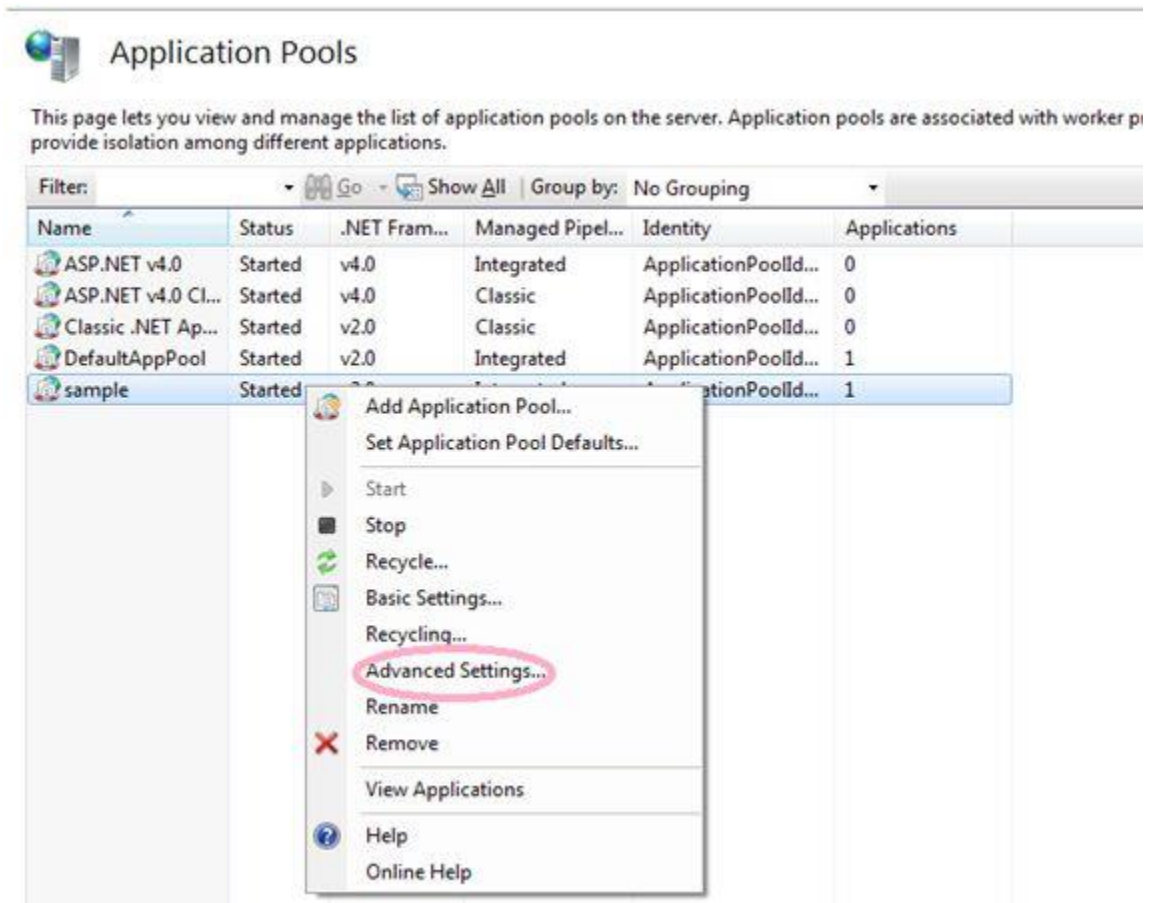 Application Pools
This page lets you view and manage the list of application pools on the server. Application pools are associated with worker
provide isolation among different applications.
Filter: Go Show All Group by: No Grouping
Name Status .NET Fram... Managed Pipel... Identity Applications
ASP.NET v4.0 Started v4.0 Integrated ApplicationPoolId... 0
ASP.NET v4.0 Cl... Started v4.0 Classic ApplicationPoolId... 0
Classic .NET Ap... Started v2.0 Classic ApplicationPoolId... 0
DefaultAppPool Started v2.0 Integrated ApplicationPoolId... 1
sample Started ationPoolId... 1
Add Application Pool...
Set Application Pool Defaults...
Start
Stop
Recycle...
Basic Settings...
Recycling...
Advanced Settings...
Rename
Remove
View Applications
Help
Online Help